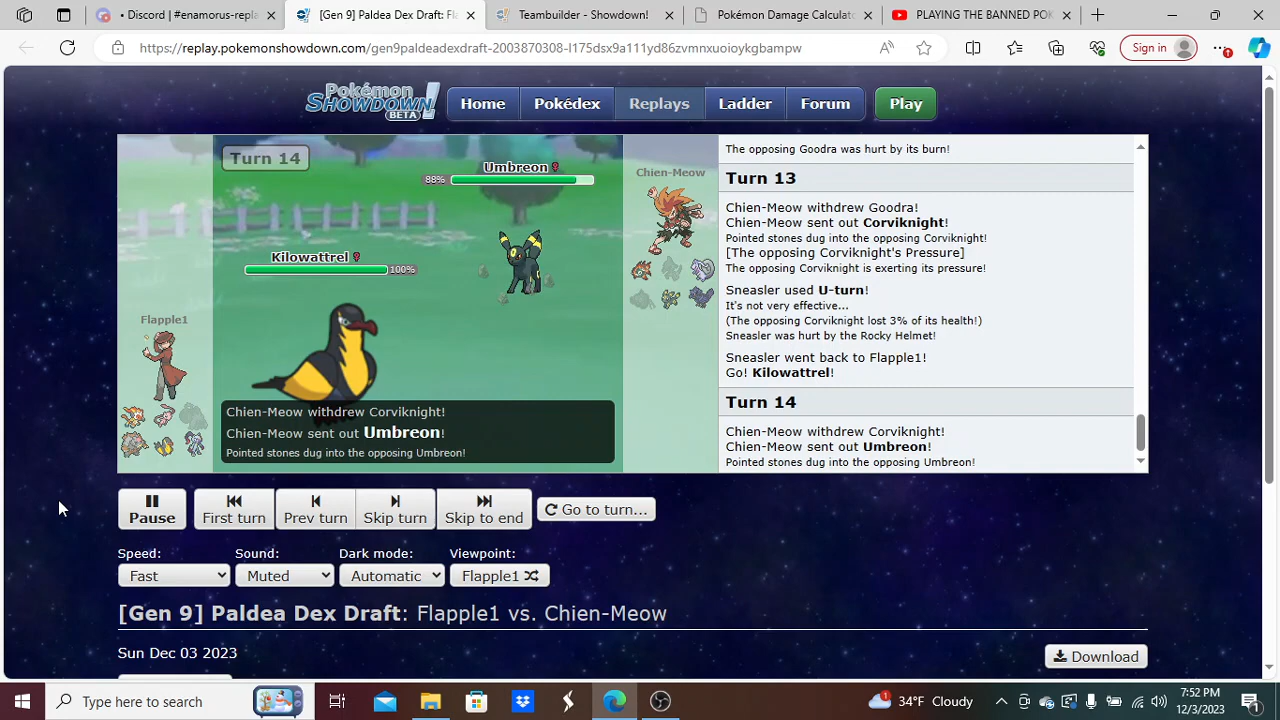 Discord | #enamorus-repla
[Gen 9] Paldea Dex Draft: Fl
Teambuilder - Showdown!
Pokémon Damage Calculato
PLAYING THE BANNED POK
https://replay.pokemonshowdown.com/gen9paldeadexdraft-2003870308-l175dsx9a111yd86zvmnxuoioykgbampw
Sign in
Pokémon
SHOWDOWN!
BETA
Home
Pokédex
Replays
Ladder
Forum
Play
Turn 14
Umbreon
88%
Kilowattrel
100%
Flapple1
Chien-Meow
Chien-Meow withdrew Corviknight!
Chien-Meow sent out Umbreon!
Pointed stones dug into the opposing Umbreon!
The opposing Goodra was hurt by its burn!
Turn 13
Chien-Meow withdrew Goodra!
Chien-Meow sent out Corviknight!
Pointed stones dug into the opposing Corviknight!
[The opposing Corviknight's Pressure]
The opposing Corviknight is exerting its pressure!
Sneasler used U-turn!
It's not very effective...
(The opposing Corviknight lost 3% of its health!)
Sneasler was hurt by the Rocky Helmet!
Sneasler went back to Flapple1!
Go! Kilowattrel!
Turn 14
Chien-Meow withdrew Corviknight!
Chien-Meow sent out Umbreon!
Pointed stones dug into the opposing Umbreon!
Pause
First turn
Prev turn
Skip turn
Skip to end
Go to turn...
Speed:
Sound:
Dark mode:
Viewpoint:
Fast
Muted
Automatic
Flapple1
[Gen 9] Paldea Dex Draft: Flapple1 vs. Chien-Meow
Sun Dec 03 2023
Download
Type here to search
1
34°F Cloudy
7:52 PM
12/3/2023
1